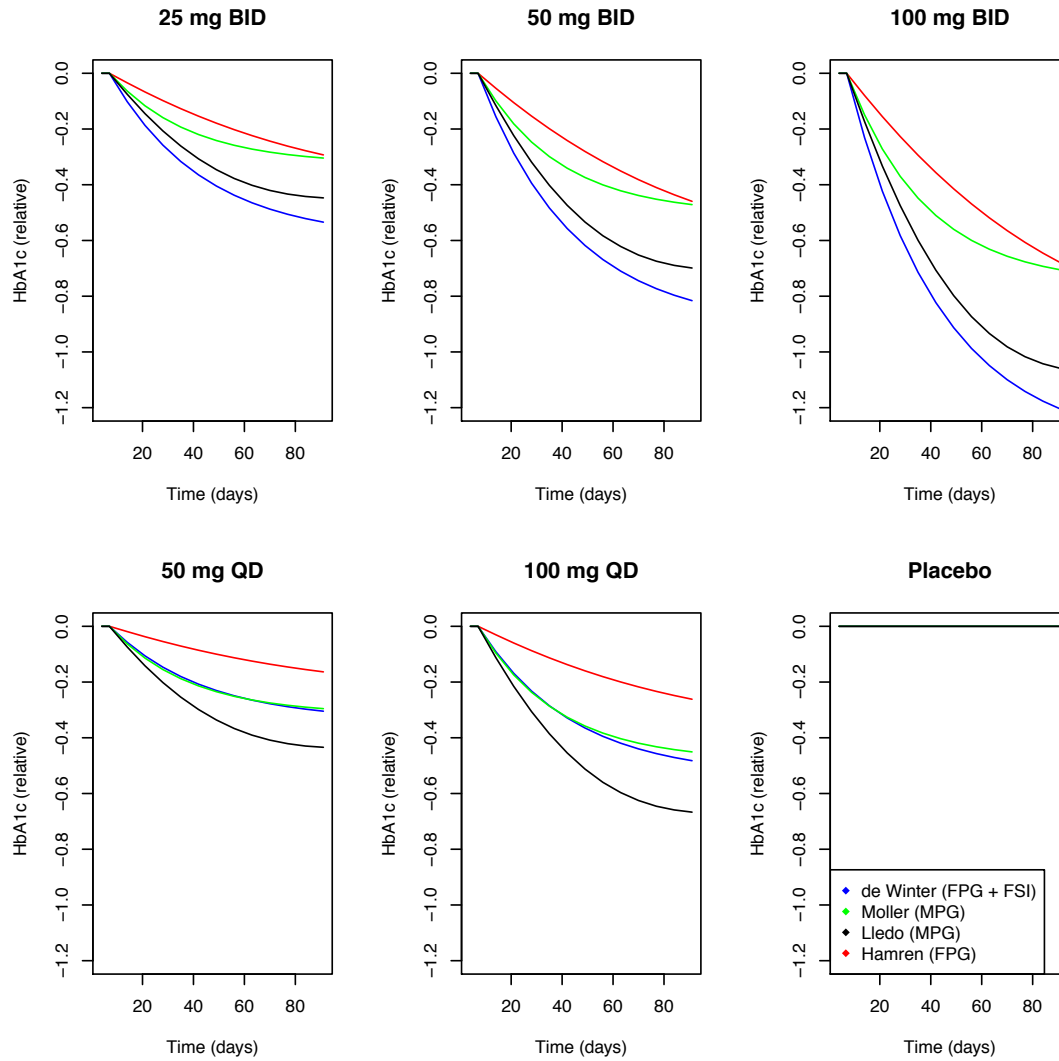 25 mg BID
HbA1c (relative)
0.0
−0.2
−0.4
−0.6
−0.8
−1.0
−1.2
20 40 60 80
Time (days)
50 mg BID
HbA1c (relative)
0.0
−0.2
−0.4
−0.6
−0.8
−1.0
−1.2
20 40 60 80
Time (days)
100 mg BID
HbA1c (relative)
0.0
−0.2
−0.4
−0.6
−0.8
−1.0
−1.2
20 40 60 80
Time (days)
50 mg QD
HbA1c (relative)
0.0
−0.2
−0.4
−0.6
−0.8
−1.0
−1.2
20 40 60 80
Time (days)
100 mg QD
HbA1c (relative)
0.0
−0.2
−0.4
−0.6
−0.8
−1.0
−1.2
20 40 60 80
Time (days)
Placebo
HbA1c (relative)
0.0
−0.2
−0.4
−0.6
−0.8
−1.0
−1.2
de Winter (FPG + FSI)
Moller (MPG)
Lledo (MPG)
Hamren (FPG)
20 40 60 80
Time (days)